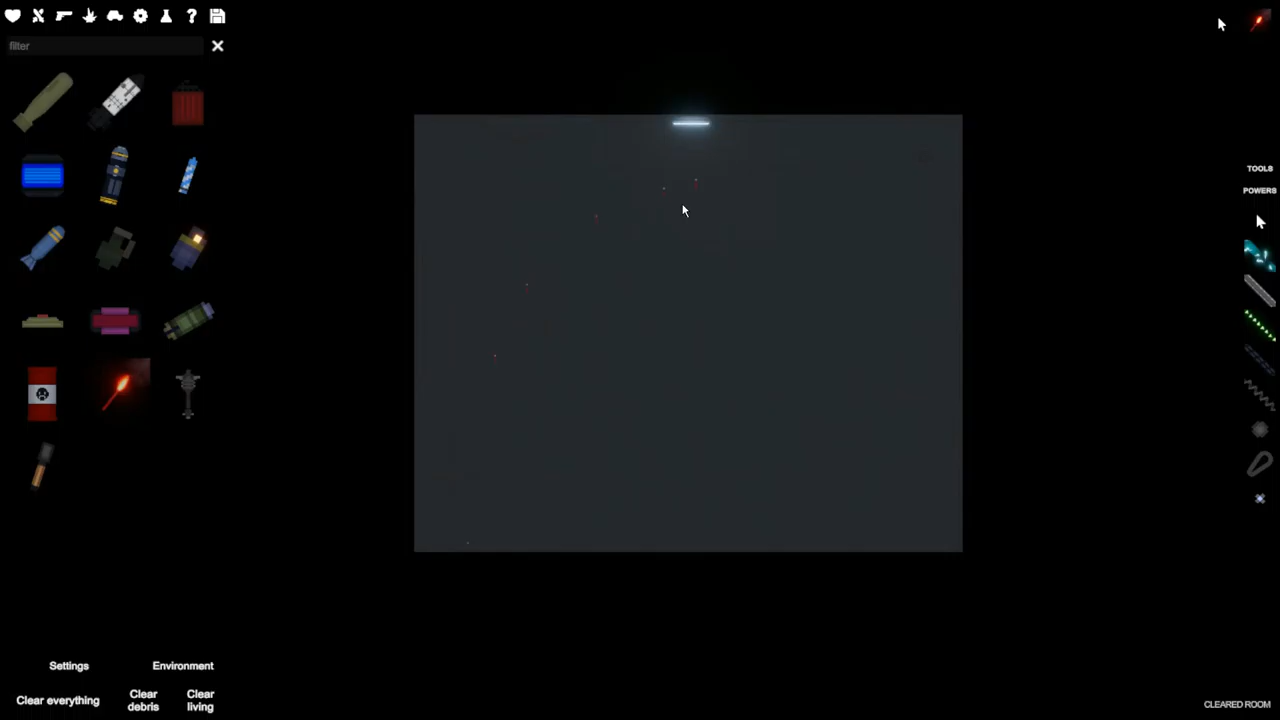 filter
TOOLS
POWERS
Settings
Environment
Clear everything
Clear
debris
Clear
living
CLEARED ROOM